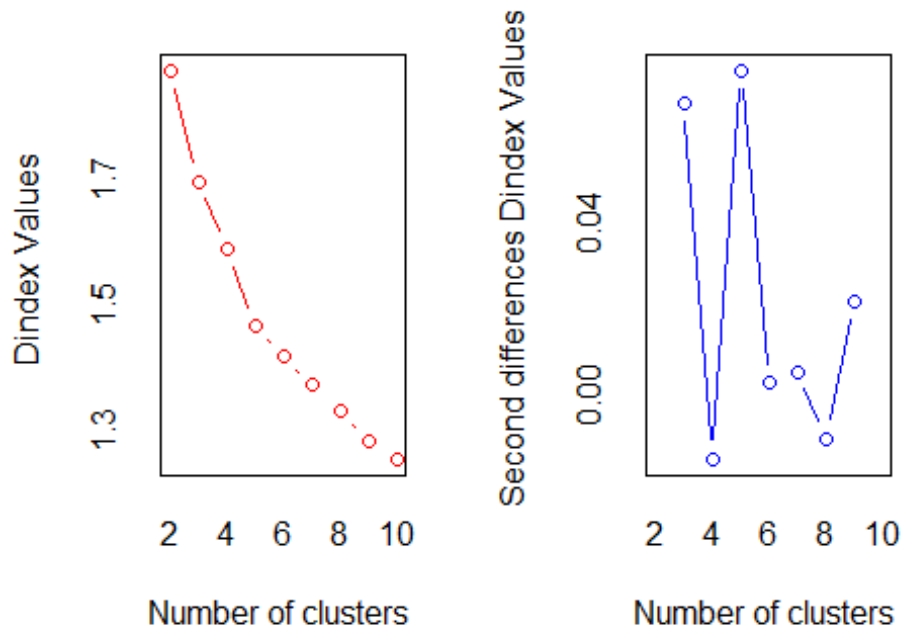 Dindex Values
1.3 1.5 1.7
2 4 6 8 10
Number of clusters
Second differences Dindex Values
0.00 0.04
2 4 6 8 10
Number of clusters